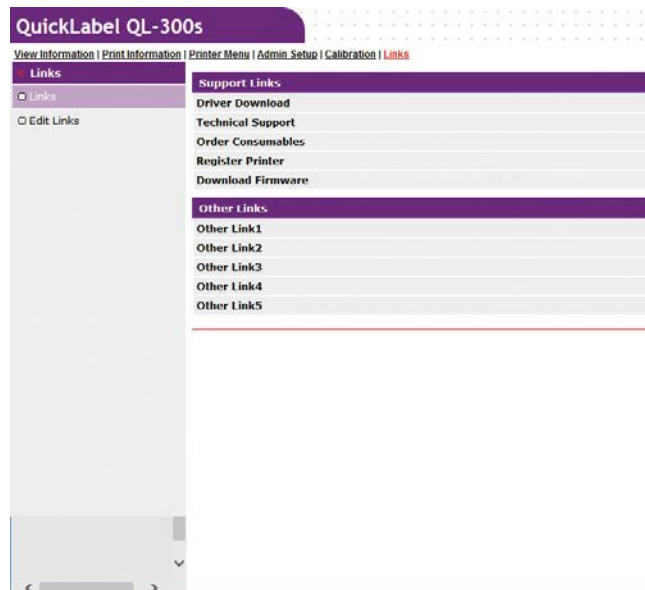 QuickLabel QL-300s
View Information | Print Information | Printer Menu | Admin Setup | Calibration | Links
Links
Links
Edit Links
Support Links
Driver Download
Technical Support
Order Consumables
Register Printer
Download Firmware
Other Links
Other Link1
Other Link2
Other Link3
Other Link4
Other Link5